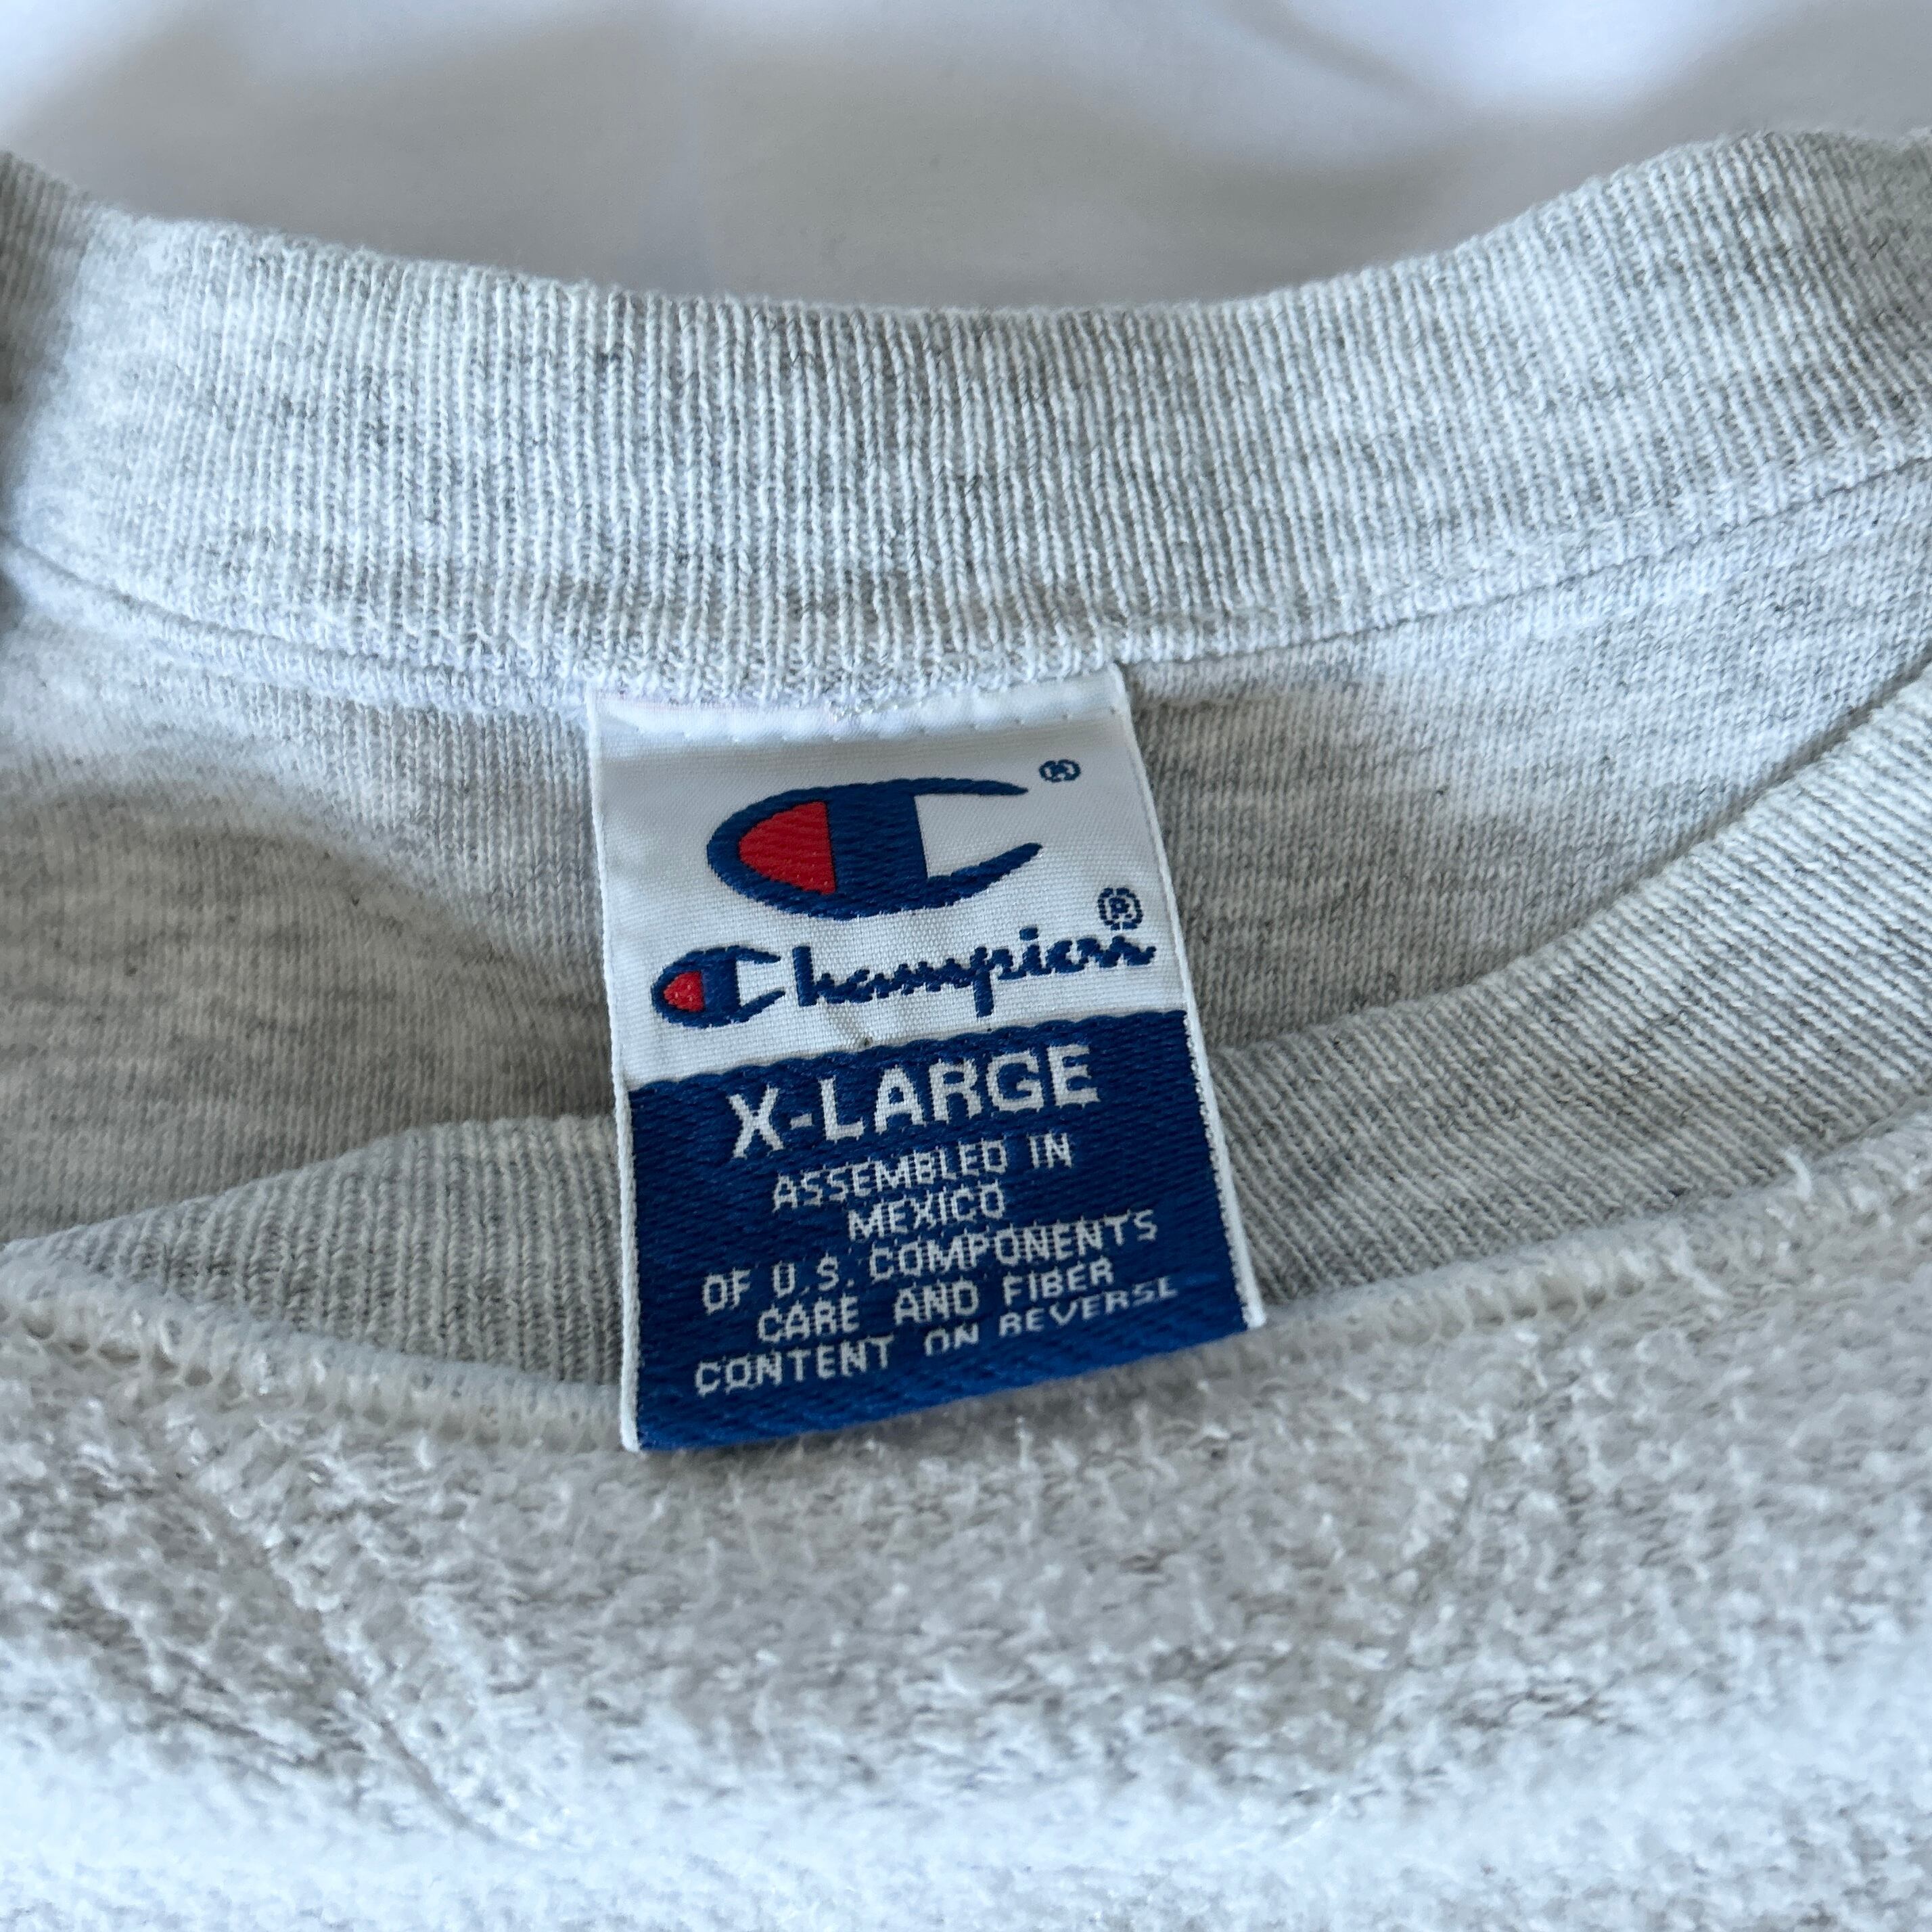 ®
Champion®
X-LARGE
ASSEMBLED IN
MEXICO
OF U.S. COMPONENTS
CARE AND FIBER
CONTENT ON REVERSE